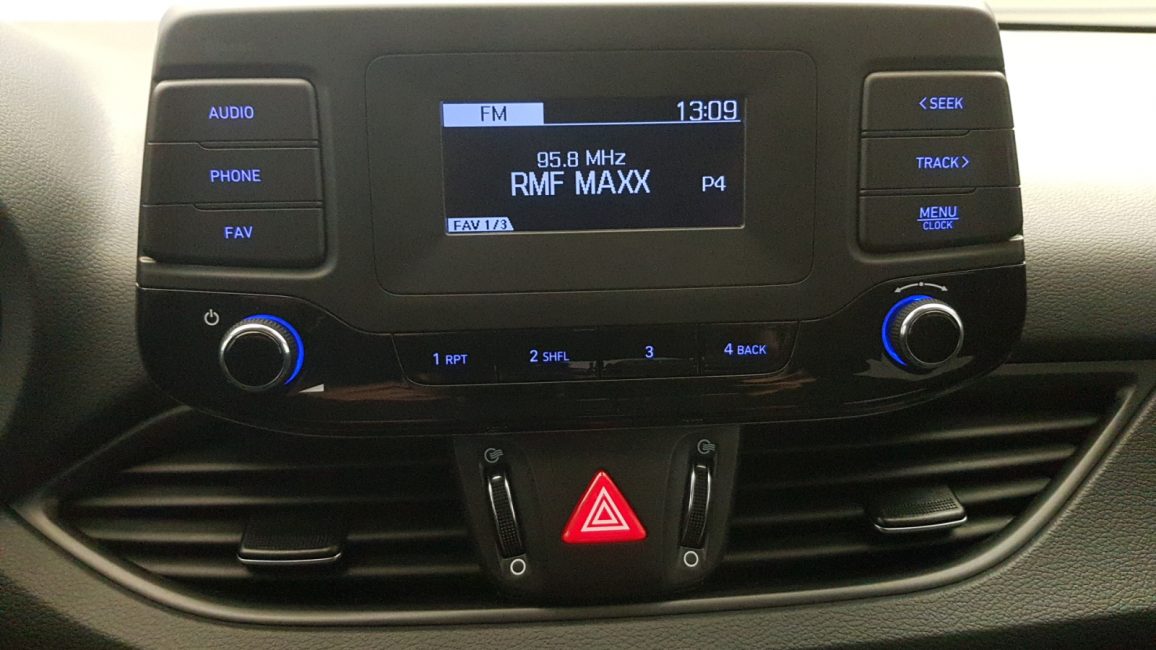 AUDIO
PHONE
FAV
FM 13:09
95.8 MHz
RMF MAXX P4
FAV 1/3
<SEEK
TRACK>
MENU
CLOCK
1 RPT
2 SHFL
3
4 BACK